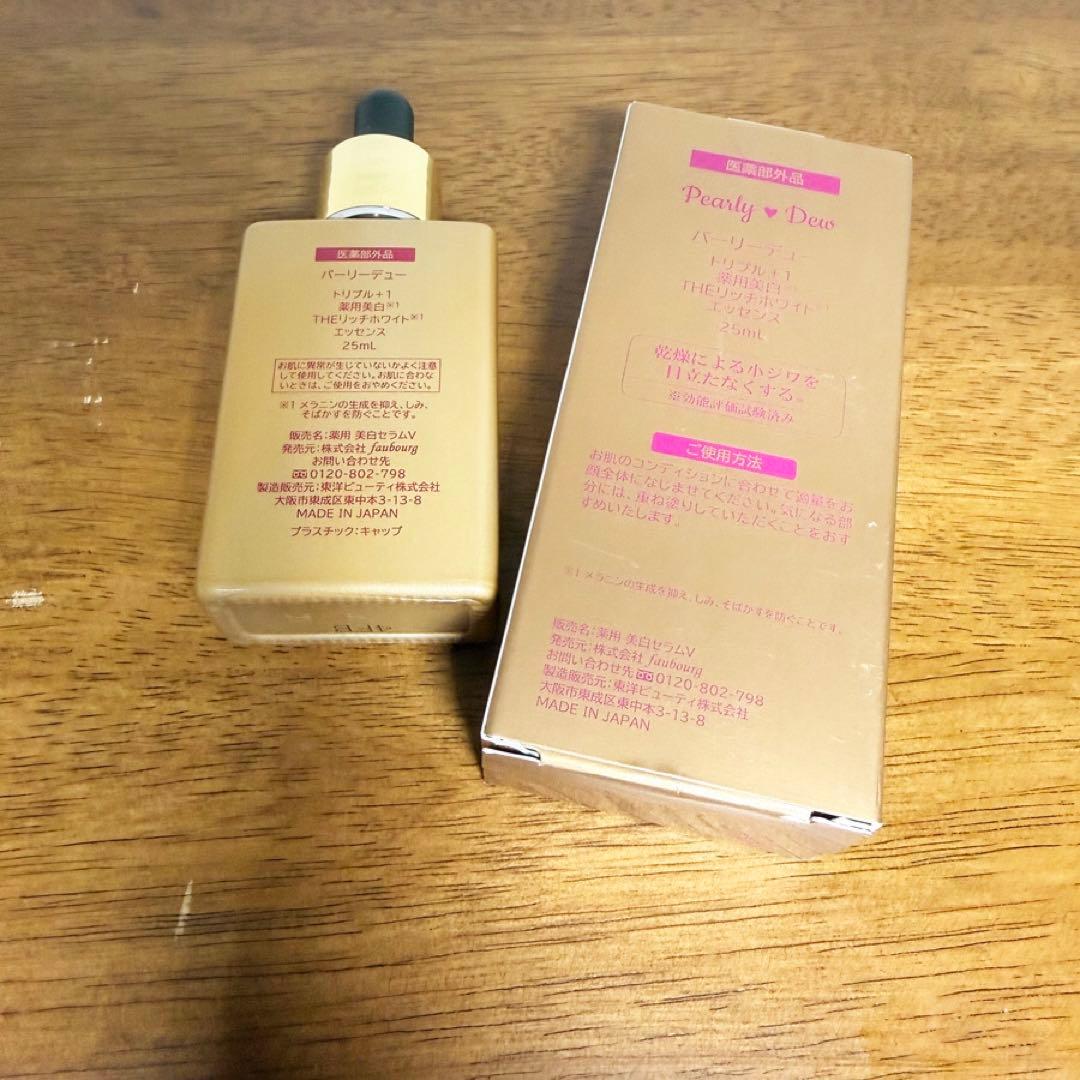 医薬部外品
パーリーデュー
トリプル+1
薬用美白※1
THEリッチホワイト※1
エッセンス
25mL
お肌に異常が生じていないかよく注意
して使用してください。お肌に合わな
いときは、ご使用をおやめください。
※1 メラニンの生成を抑え、しみ、
そばかすを防ぐことです。
販売名:薬用 美白セラムV
発売元:株式会社 faubourg
お問い合わせ先
0120-802-798
製造販売元:東洋ビューティ株式会社
大阪市東成区東中本3-13-8
MADE IN JAPAN
プラスチック:キャップ
医薬部外品
Pearly ♥ Dew
パーリーデュー
トリプル+1
薬用美白※1
THEリッチホワイト※1
エッセンス
25mL
乾燥による小ジワを
目立たなくする。
※効能評価試験済み
ご使用方法
お肌のコンディションに合わせて適量をお
顔全体になじませてください。気になる部
分には、重ね塗りしていただくことをおす
すめいたします。
※1 メラニンの生成を抑え、しみ、そばかすを防ぐことです。
販売名:薬用 美白セラムV
発売元:株式会社 faubourg
お問い合わせ先 0120-802-798
製造販売元:東洋ビューティ株式会社
大阪市東成区東中本3-13-8
MADE IN JAPAN